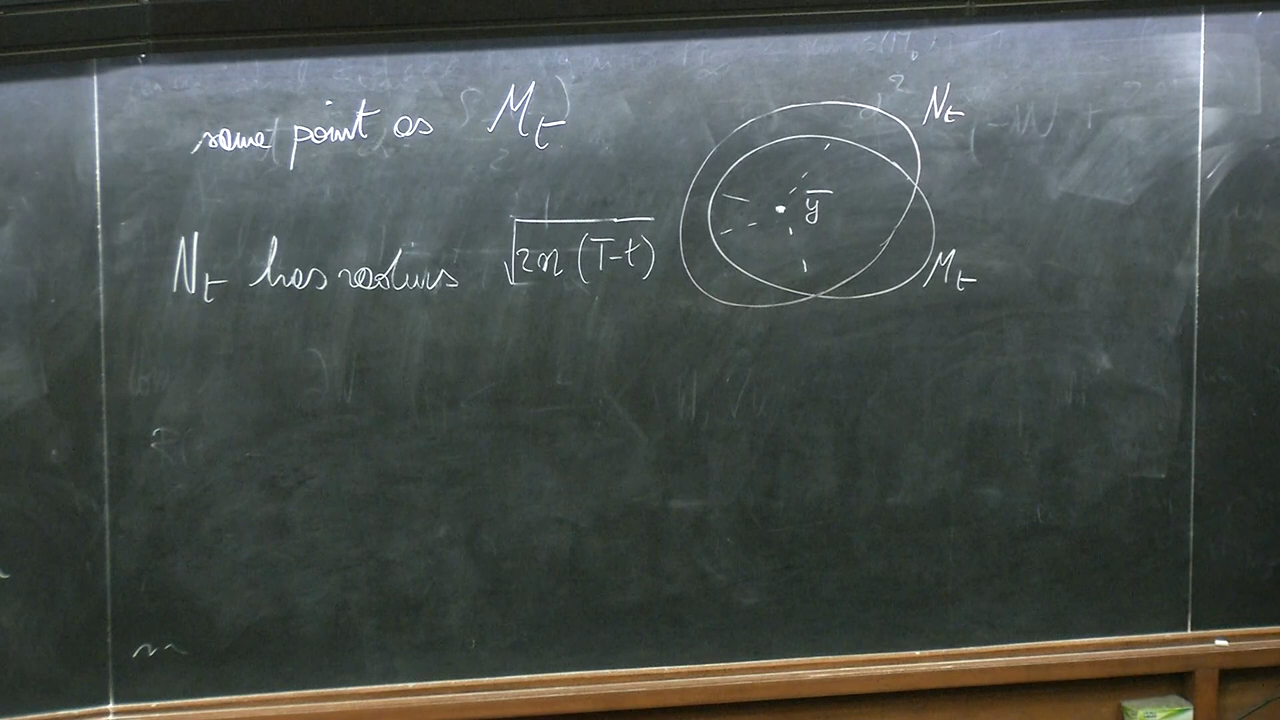 same point as M_t)
N_t has radius √2n(T-t)
N_t
ȳ
M_t